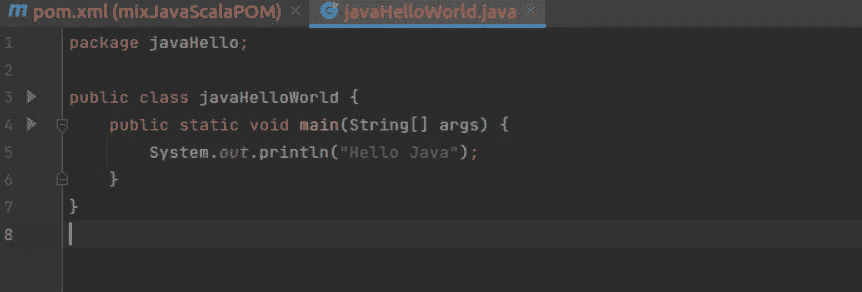 m pom.xml (mixJavaScalaPOM) × C javaHelloWorld.java ×
1 package javaHello;
2
3 public class javaHelloWorld {
4 public static void main(String[] args) {
5 System.out.println("Hello Java");
6 }
7 }
8